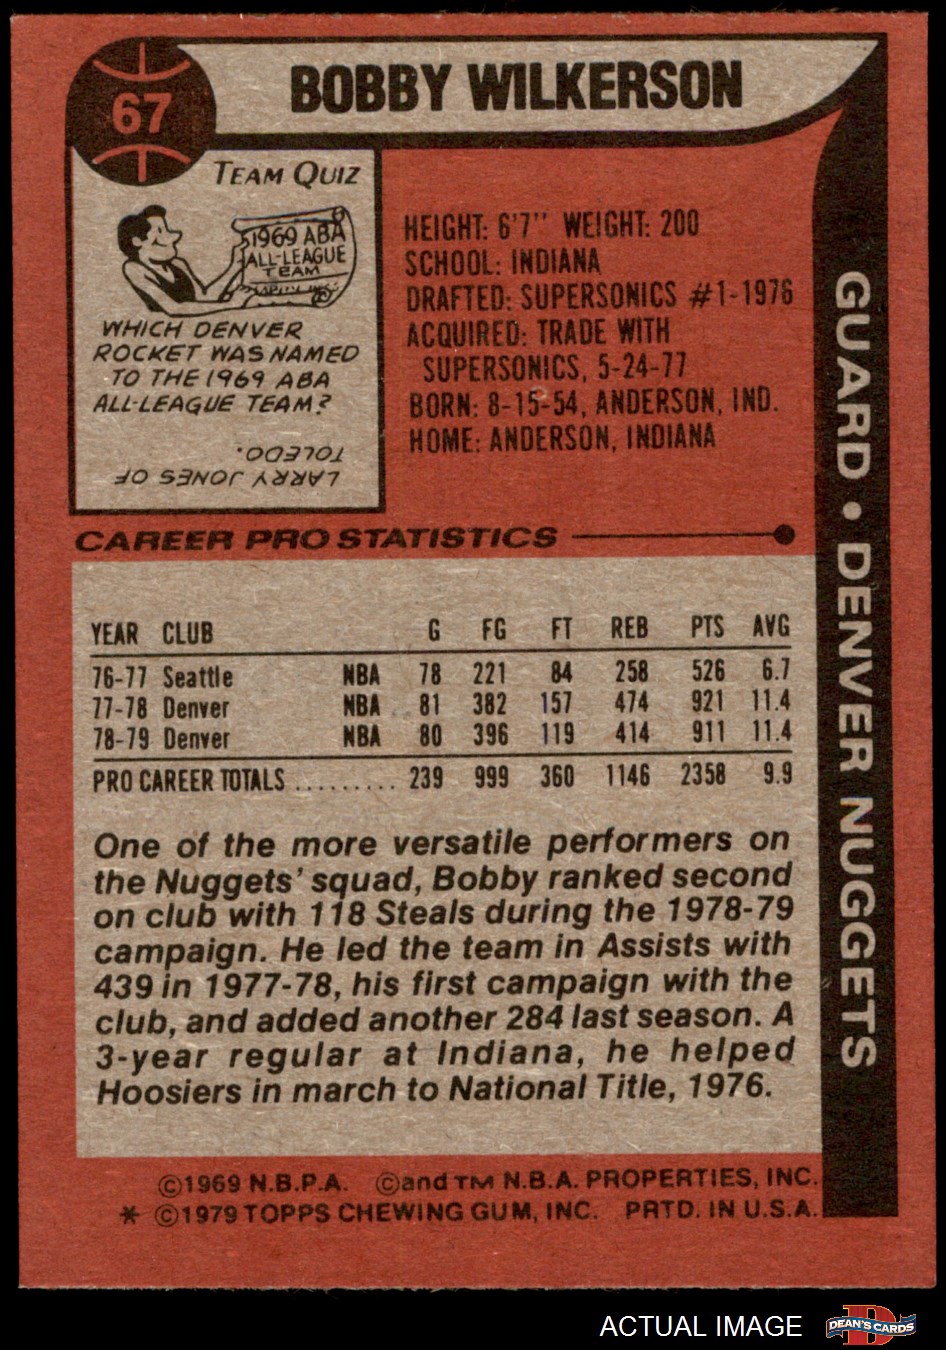 67
BOBBY WILKERSON
TEAM QUIZ
1969 ABA
ALL-LEAGUE
TEAM
WHICH DENVER
ROCKET WAS NAMED
TO THE 1969 ABA
ALL-LEAGUE TEAM?
LARRY JONES OF
TOLEDO.
HEIGHT: 6'7'' WEIGHT: 200
SCHOOL: INDIANA
DRAFTED: SUPERSONICS #1-1976
ACQUIRED: TRADE WITH
SUPERSONICS, 5-24-77
BORN: 8-15-54, ANDERSON, IND.
HOME: ANDERSON, INDIANA
GUARD • DENVER NUGGETS
CAREER PRO STATISTICS
YEAR CLUB G FG FT REB PTS AVG
76-77 Seattle NBA 78 221 84 258 526 6.7
77-78 Denver NBA 81 382 157 474 921 11.4
78-79 Denver NBA 80 396 119 414 911 11.4
PRO CAREER TOTALS .......... 239 999 360 1146 2358 9.9
One of the more versatile performers on
the Nuggets' squad, Bobby ranked second
on club with 118 Steals during the 1978-79
campaign. He led the team in Assists with
439 in 1977-78, his first campaign with the
club, and added another 284 last season. A
3-year regular at Indiana, he helped
Hoosiers in march to National Title, 1976.
©1969 N.B.P.A. ©and TM N.B.A. PROPERTIES, INC.
* ©1979 TOPPS CHEWING GUM, INC. PRTD. IN U.S.A.
ACTUAL IMAGE
DEAN'S CARDS